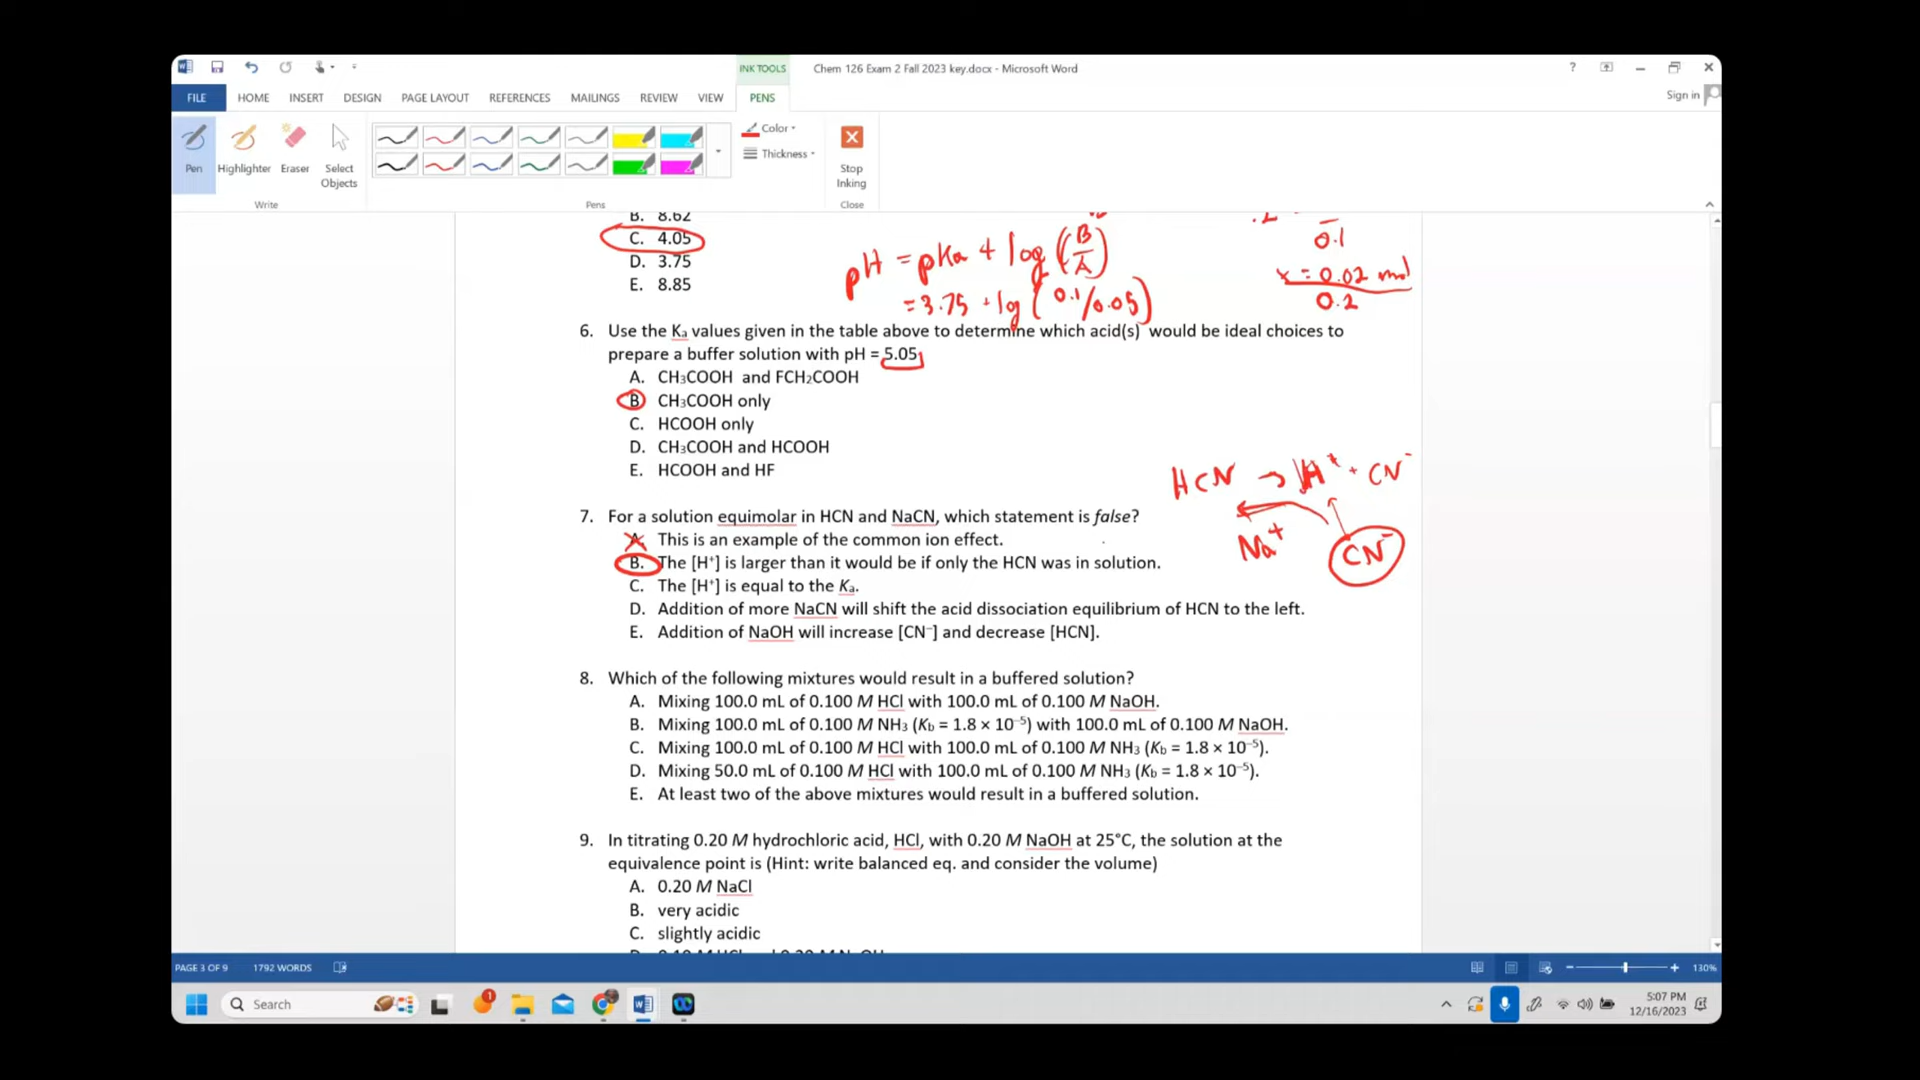 INK TOOLS
Chem 126 Exam 2 Fall 2023 key.docx - Microsoft Word
?
FILE HOME INSERT DESIGN PAGE LAYOUT REFERENCES MAILINGS REVIEW VIEW PENS
Sign in
Pen Highlighter Eraser Select Objects
Color
Thickness
Stop Inking
Write Pens Close
B. 8.62
C. 4.05
D. 3.75
E. 8.85
pH = pKa + log (B/A)
= 3.75 + log (0.1/0.05)
0.1
x = 0.02 mol
0.2
6. Use the Ka values given in the table above to determine which acid(s) would be ideal choices to
prepare a buffer solution with pH = 5.05
A. CH₃COOH and FCH₂COOH
B CH₃COOH only
C. HCOOH only
D. CH₃COOH and HCOOH
E. HCOOH and HF
HCN → H⁺ + CN⁻
Na⁺ CN⁻
7. For a solution equimolar in HCN and NaCN, which statement is false?
A. This is an example of the common ion effect.
B. The [H⁺] is larger than it would be if only the HCN was in solution.
C. The [H⁺] is equal to the Ka.
D. Addition of more NaCN will shift the acid dissociation equilibrium of HCN to the left.
E. Addition of NaOH will increase [CN⁻] and decrease [HCN].
8. Which of the following mixtures would result in a buffered solution?
A. Mixing 100.0 mL of 0.100 M HCl with 100.0 mL of 0.100 M NaOH.
B. Mixing 100.0 mL of 0.100 M NH₃ (Kb = 1.8 × 10⁻⁵) with 100.0 mL of 0.100 M NaOH.
C. Mixing 100.0 mL of 0.100 M HCl with 100.0 mL of 0.100 M NH₃ (Kb = 1.8 × 10⁻⁵).
D. Mixing 50.0 mL of 0.100 M HCl with 100.0 mL of 0.100 M NH₃ (Kb = 1.8 × 10⁻⁵).
E. At least two of the above mixtures would result in a buffered solution.
9. In titrating 0.20 M hydrochloric acid, HCl, with 0.20 M NaOH at 25°C, the solution at the
equivalence point is (Hint: write balanced eq. and consider the volume)
A. 0.20 M NaCl
B. very acidic
C. slightly acidic
PAGE 3 OF 9 1792 WORDS 130%
Search
1
5:07 PM
12/16/2023